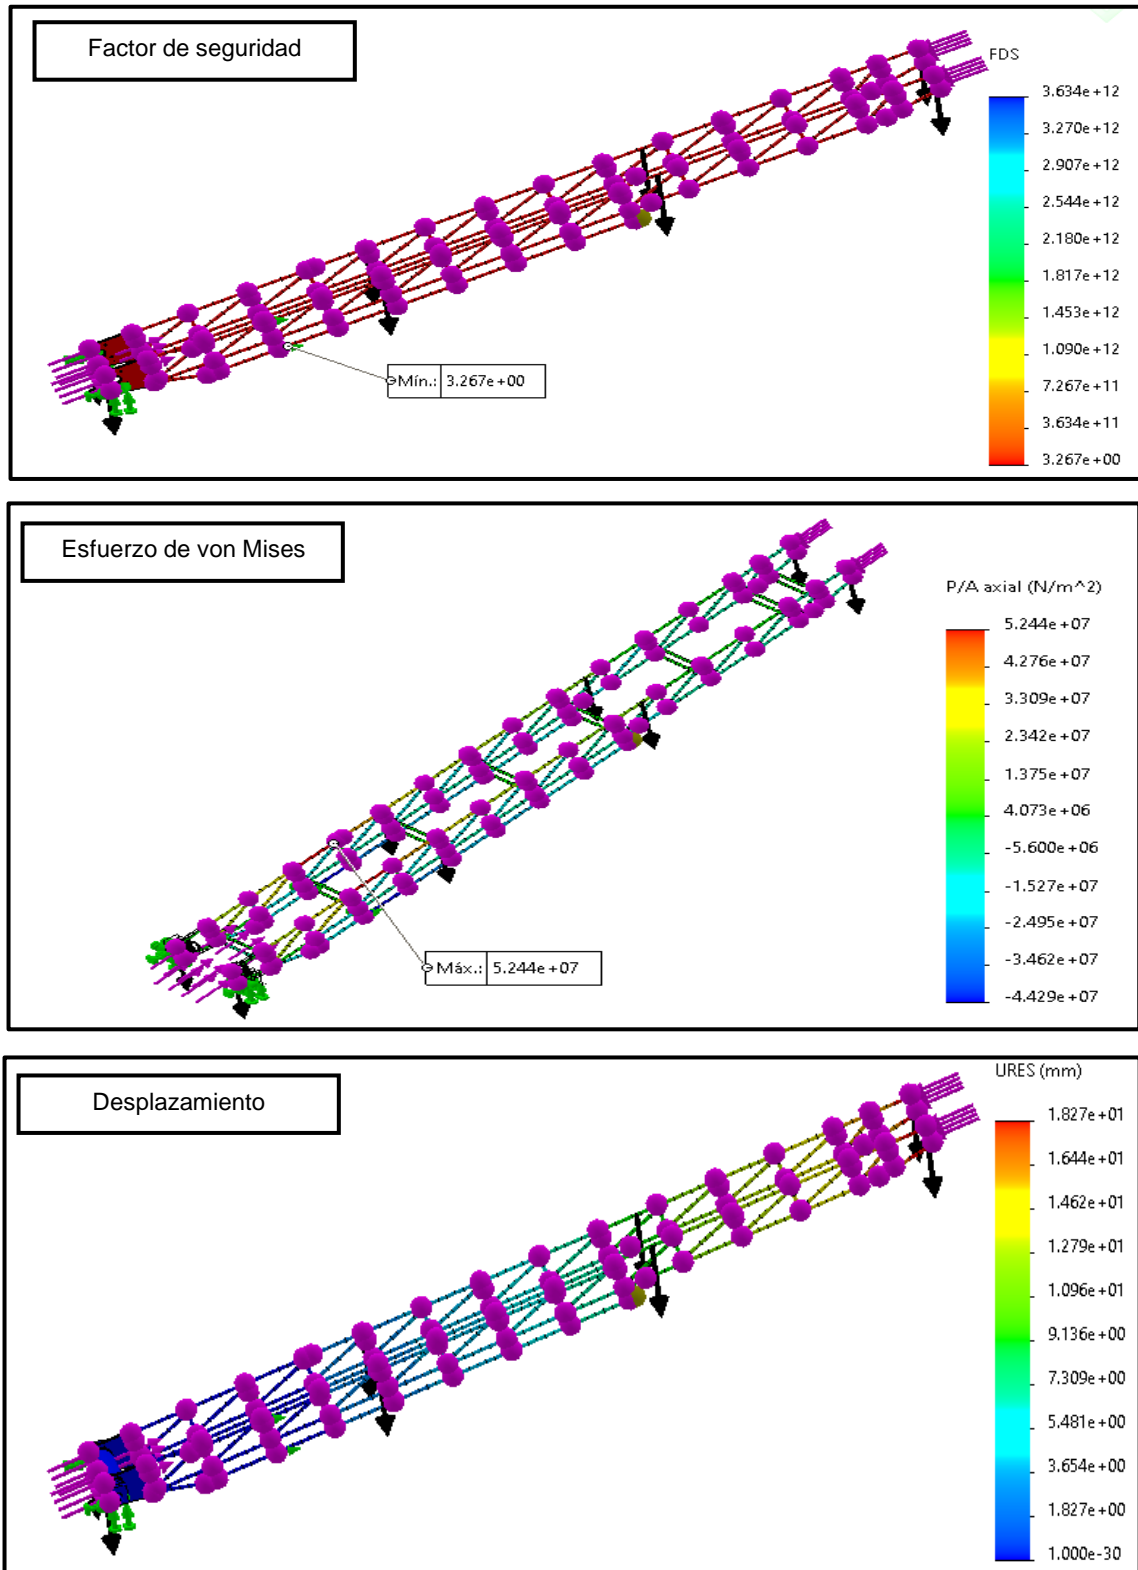 Factor de seguridad
FDS
3.634e+12
3.270e+12
2.907e+12
2.544e+12
2.180e+12
1.817e+12
1.453e+12
1.090e+12
7.267e+11
3.634e+11
3.267e+00
Mín.: 3.267e+00
Esfuerzo de von Mises
P/A axial (N/m^2)
5.244e+07
4.276e+07
3.309e+07
2.342e+07
1.375e+07
4.073e+06
-5.600e+06
-1.527e+07
-2.495e+07
-3.462e+07
-4.429e+07
Máx.: 5.244e+07
Desplazamiento
URES (mm)
1.827e+01
1.644e+01
1.462e+01
1.279e+01
1.096e+01
9.136e+00
7.309e+00
5.481e+00
3.654e+00
1.827e+00
1.000e-30